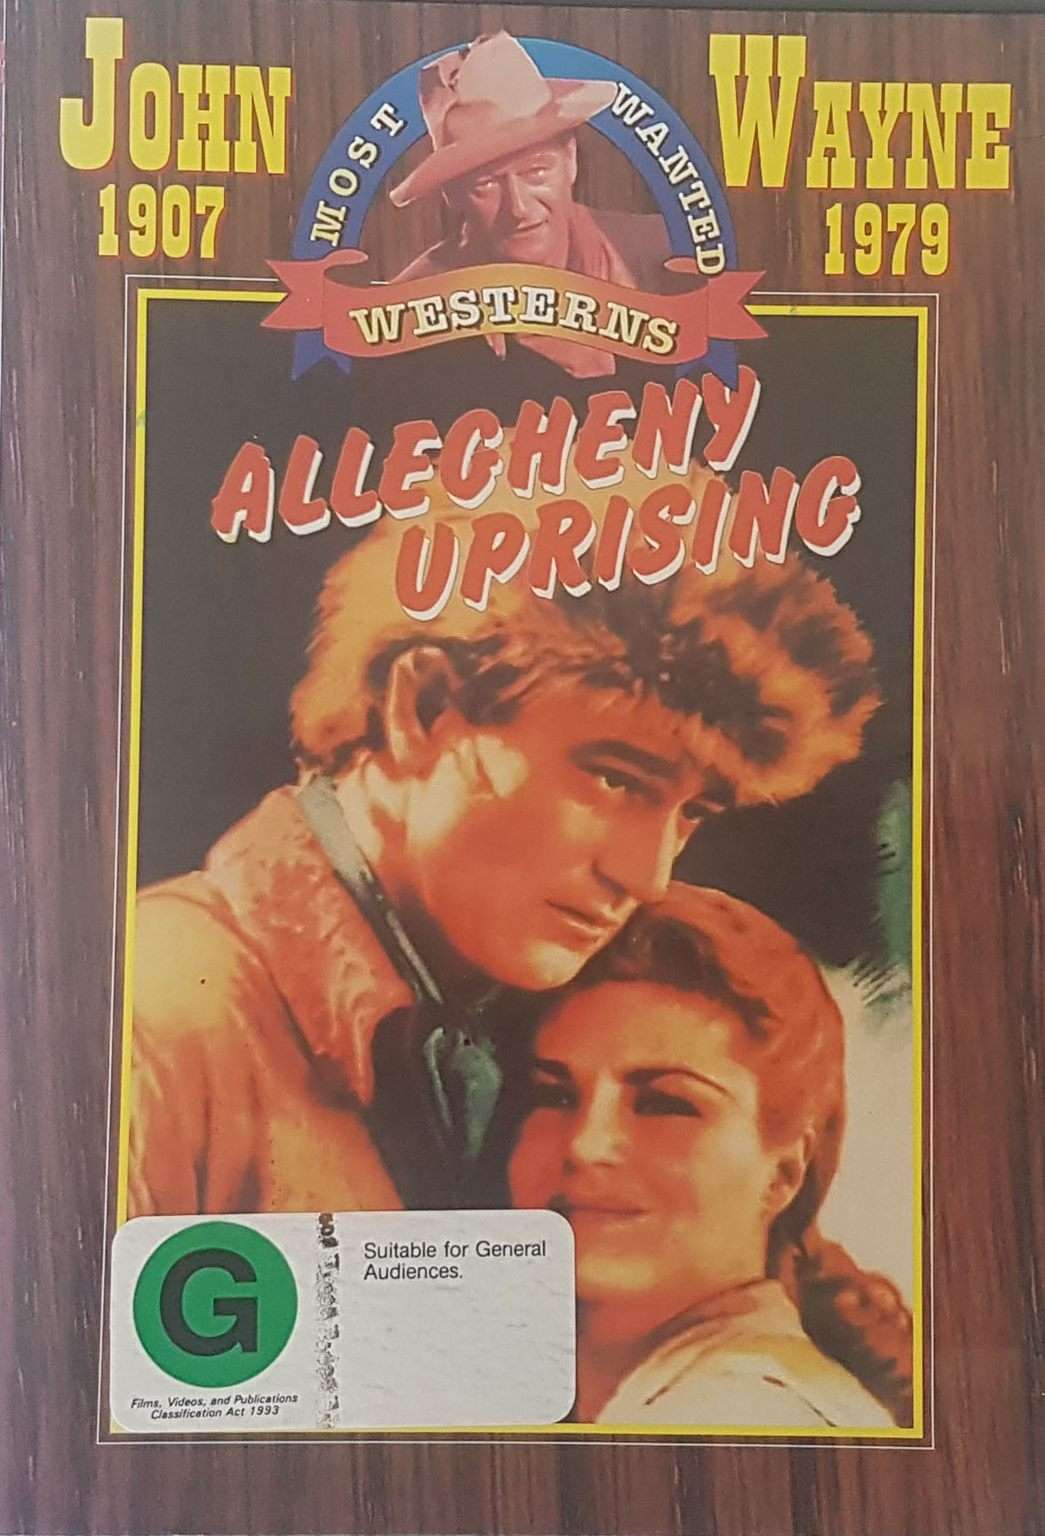 JOHN
1907
MOST WANTED
WESTERNS
WAYNE
1979
ALLEGHENY
UPRISING
G
Films, Videos, and Publications
Classification Act 1993
Suitable for General
Audiences.